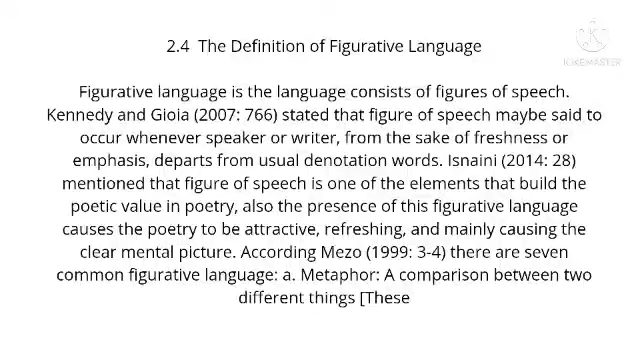 2.4 The Definition of Figurative Language
Figurative language is the language consists of figures of speech.
Kennedy and Gioia (2007: 766) stated that figure of speech maybe said to
occur whenever speaker or writer, from the sake of freshness or
emphasis, departs from usual denotation words. Isnaini (2014: 28)
mentioned that figure of speech is one of the elements that build the
poetic value in poetry, also the presence of this figurative language
causes the poetry to be attractive, refreshing, and mainly causing the
clear mental picture. According Mezo (1999: 3-4) there are seven
common figurative language: a. Metaphor: A comparison between two
different things [These